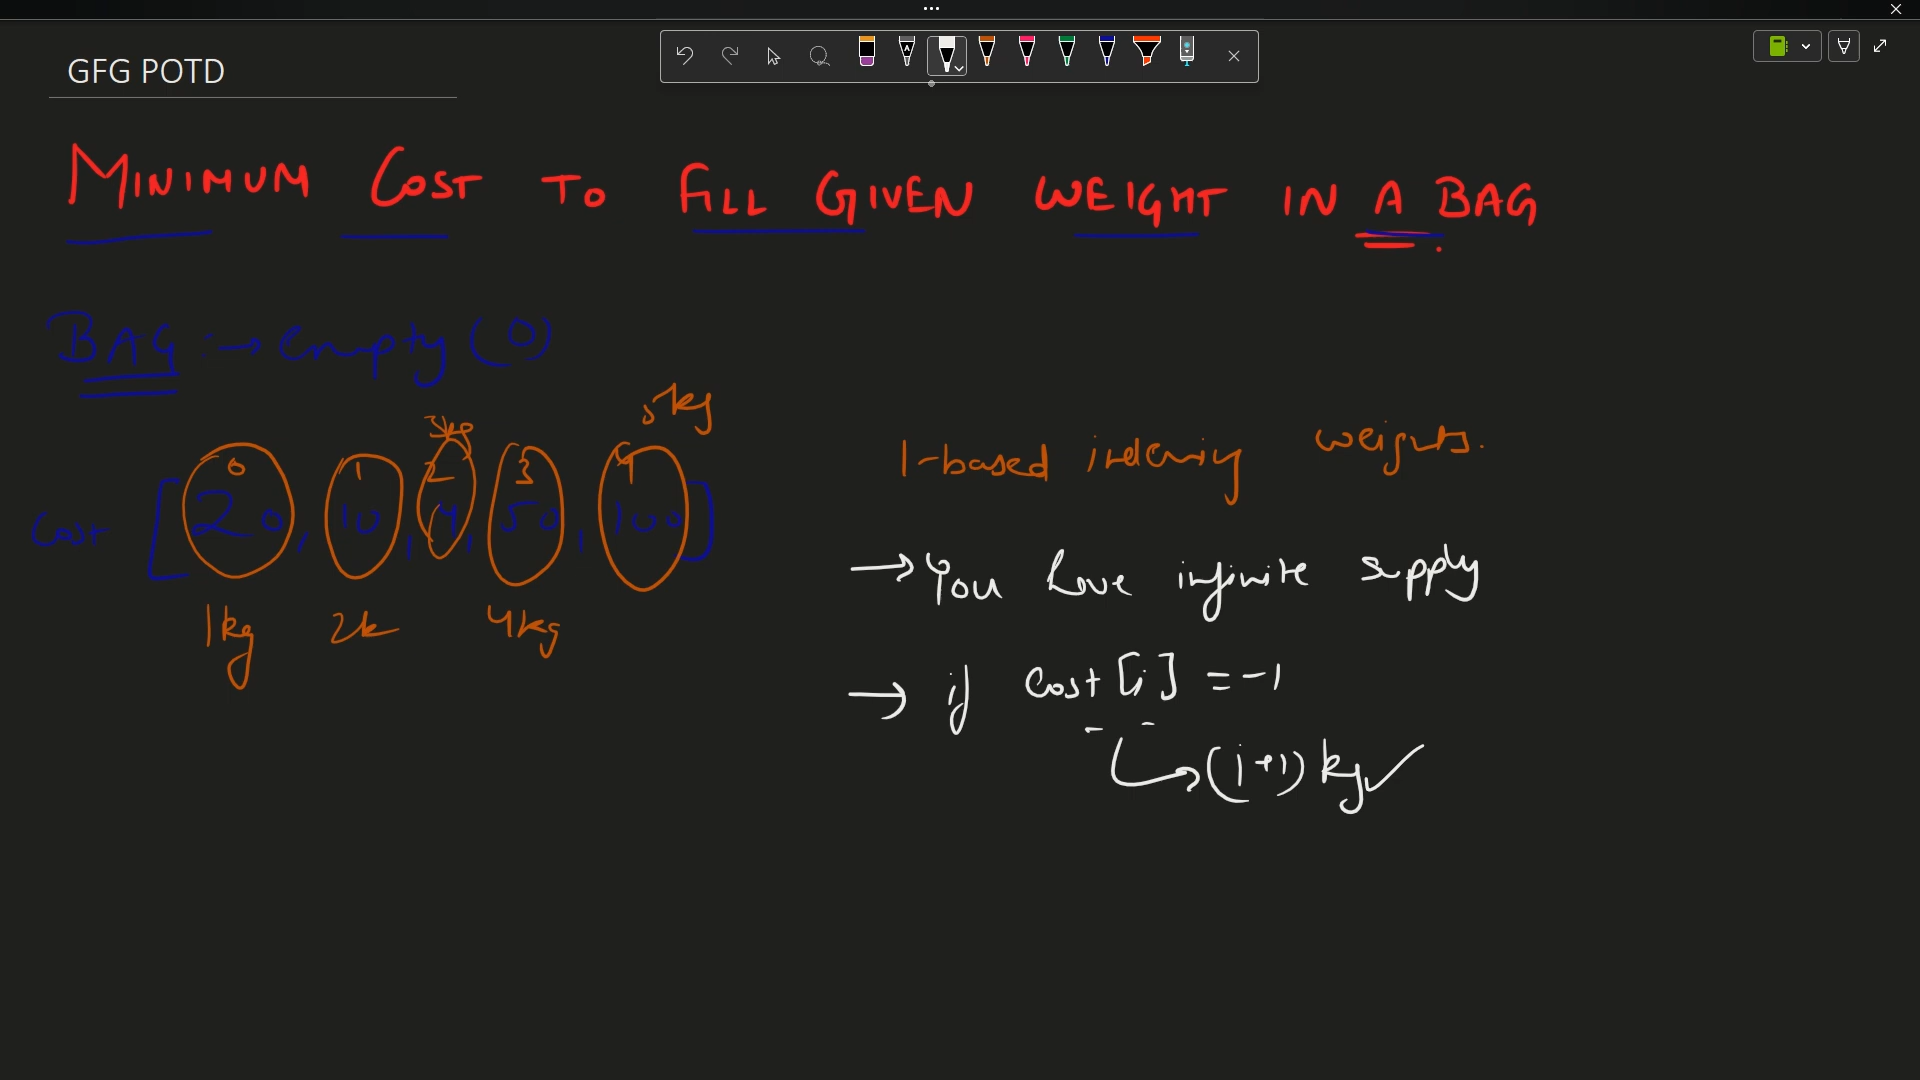 GFG POTD
MINIMUM COST TO FILL GIVEN WEIGHT IN A BAG
BAG :→ Empty (0)
5kg
0 1 2 3 4
Cost [20, 10, 4, 50, 100]
1kg 2k 4kg
1-based indexing weights.
→ You have infinite supply
→ if cost [i] = -1
↳ (i+1) kg ✓